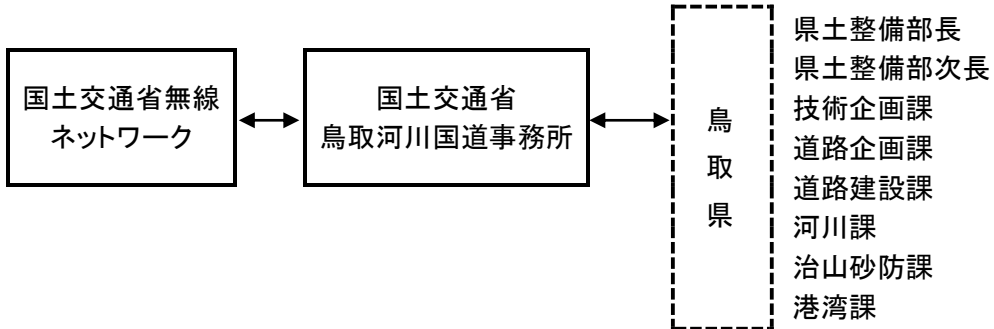 国土交通省無線
ネットワーク
国土交通省
鳥取河川国道事務所
鳥
取
県
県土整備部長
県土整備部次長
技術企画課
道路企画課
道路建設課
河川課
治山砂防課
港湾課